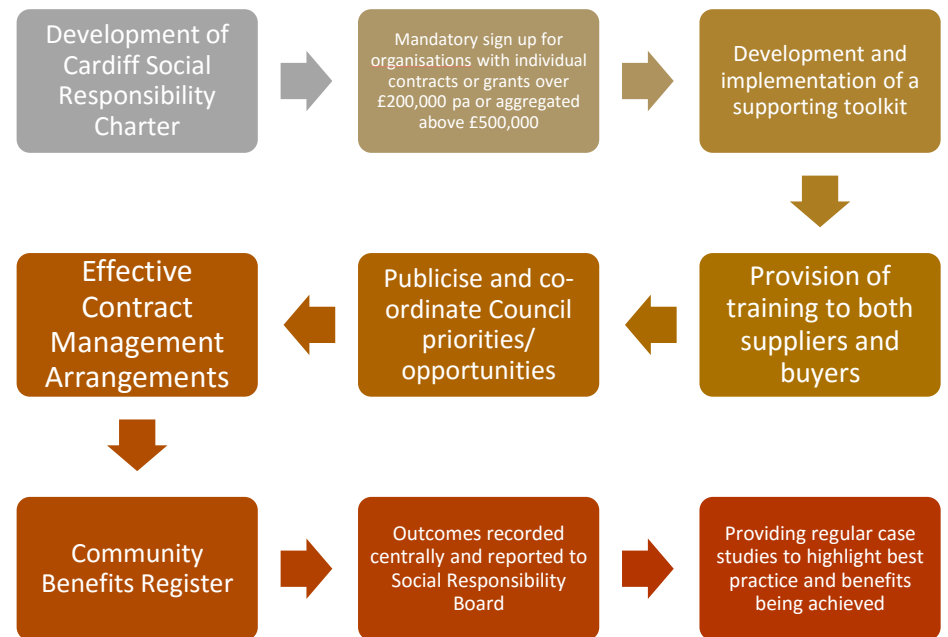 Development of
Cardiff Social
Responsibility
Charter
Mandatory sign up for
organisations with individual
contracts or grants over
£200,000 pa or aggregated
above £500,000
Development and
implementation of a
supporting toolkit
Provision of
training to both
suppliers and
buyers
Publicise and co-
ordinate Council
priorities/
opportunities
Effective
Contract
Management
Arrangements
Community
Benefits Register
Outcomes recorded
centrally and reported to
Social Responsibility
Board
Providing regular case
studies to highlight best
practice and benefits
being achieved